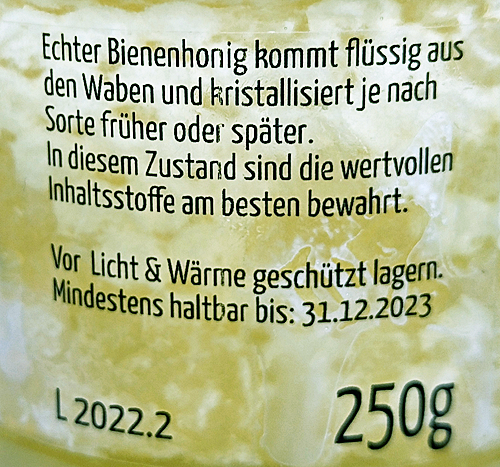 Echter Bienenhonig kommt flüssig aus
den Waben und kristallisiert je nach
Sorte früher oder später.
In diesem Zustand sind die wertvollen
Inhaltsstoffe am besten bewahrt.
Vor Licht & Wärme geschützt lagern.
Mindestens haltbar bis: 31.12.2023
L 2022.2
250g